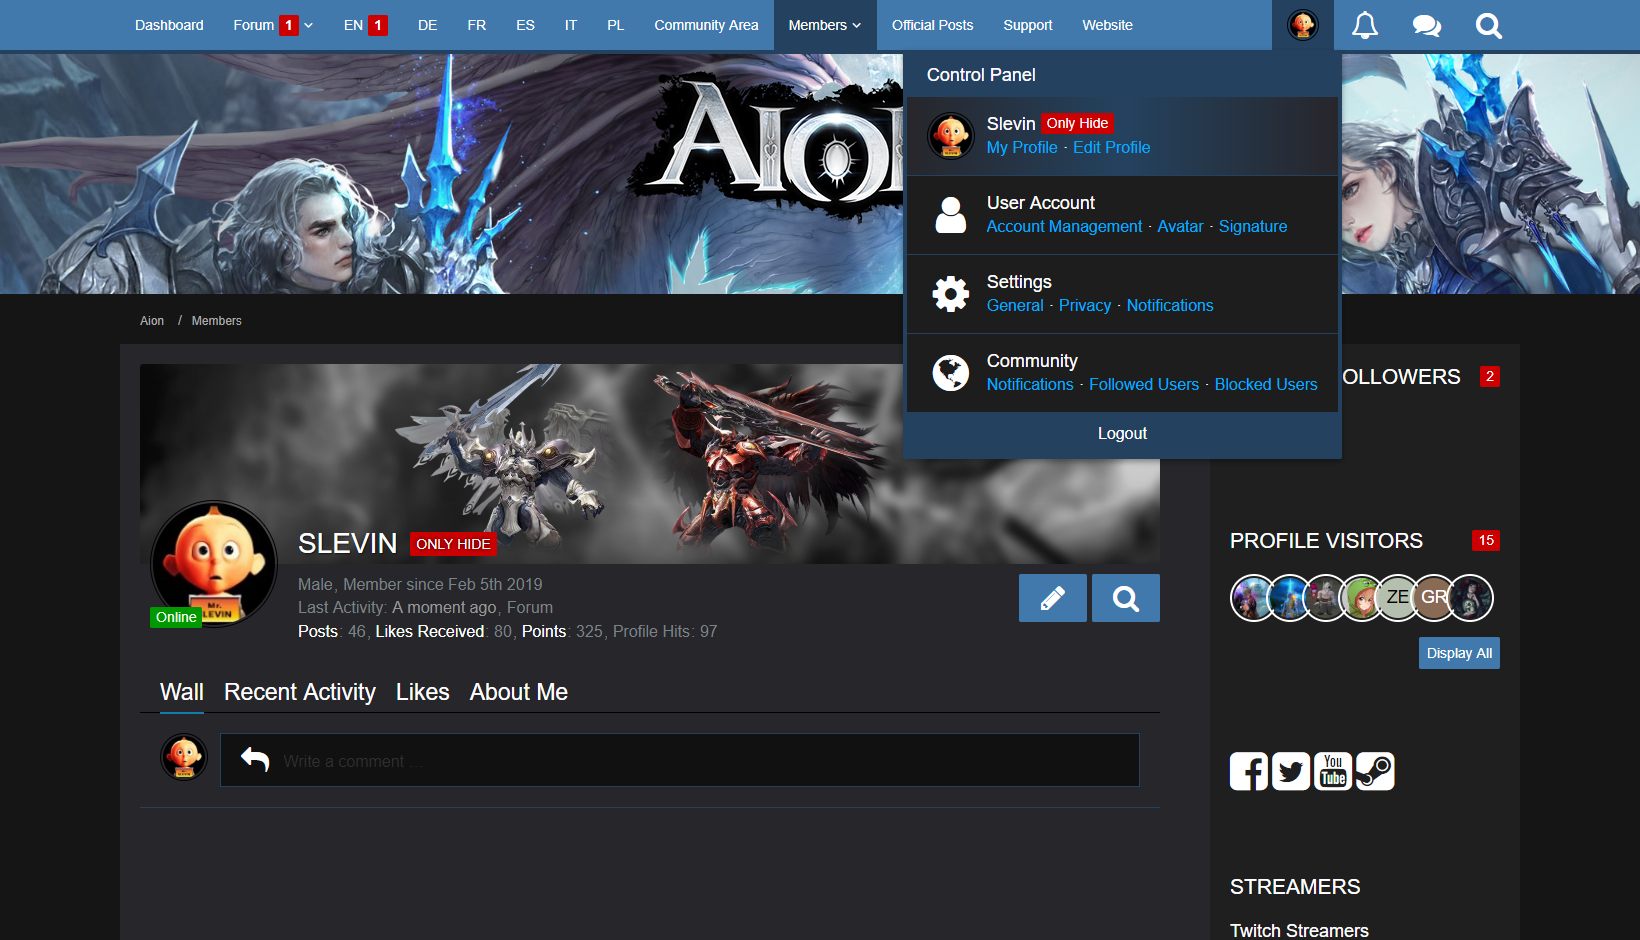 Dashboard Forum 1 EN 1 DE FR ES IT PL Community Area Members Official Posts Support Website
AION
Control Panel
Slevin Only Hide
My Profile · Edit Profile
User Account
Account Management · Avatar · Signature
Settings
General · Privacy · Notifications
Community
Notifications · Followed Users · Blocked Users
Logout
Aion / Members
OLLOWERS 2
SLEVIN ONLY HIDE
Mr.
SLEVIN
Online
Male, Member since Feb 5th 2019
Last Activity: A moment ago, Forum
Posts: 46, Likes Received: 80, Points: 325, Profile Hits: 97
PROFILE VISITORS 15
ZE GR
Display All
Wall Recent Activity Likes About Me
Write a comment …
You
Tube
STREAMERS
Twitch Streamers